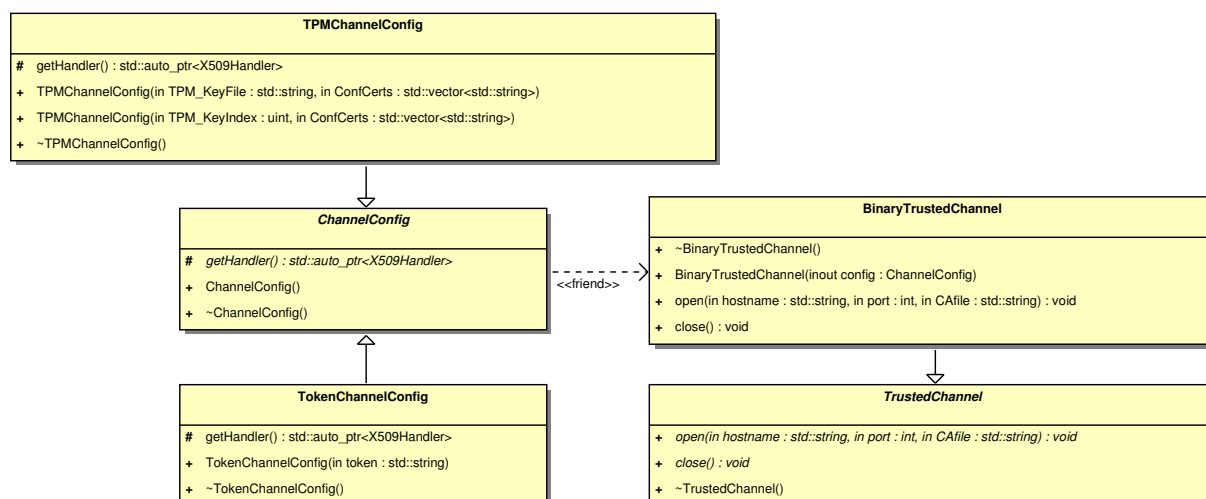 TPMChannelConfig
# getHandler() : std::auto_ptr<X509Handler>
+ TPMChannelConfig(in TPM_KeyFile : std::string, in ConfCerts : std::vector<std::string>)
+ TPMChannelConfig(in TPM_KeyIndex : uint, in ConfCerts : std::vector<std::string>)
+ ~TPMChannelConfig()
ChannelConfig
# getHandler() : std::auto_ptr<X509Handler>
+ ChannelConfig()
+ ~ChannelConfig()
<<friend>>
BinaryTrustedChannel
+ ~BinaryTrustedChannel()
+ BinaryTrustedChannel(inout config : ChannelConfig)
+ open(in hostname : std::string, in port : int, in CAfile : std::string) : void
+ close() : void
TokenChannelConfig
# getHandler() : std::auto_ptr<X509Handler>
+ TokenChannelConfig(in token : std::string)
+ ~TokenChannelConfig()
TrustedChannel
+ open(in hostname : std::string, in port : int, in CAfile : std::string) : void
+ close() : void
+ ~TrustedChannel()